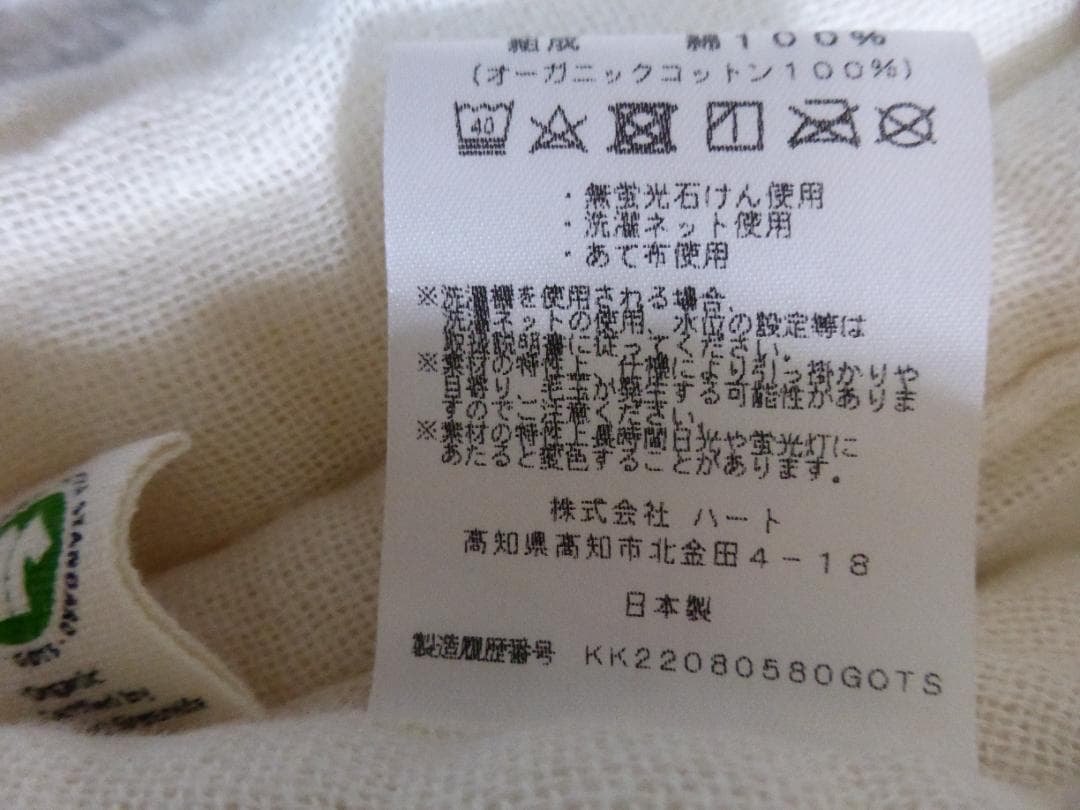 組成 綿100%
(オーガニックコットン100%)
40
・無蛍光石けん使用
・洗濯ネット使用
・あて布使用
※洗濯機を使用される場合、
洗濯ネットの使用、水位の設定等は
取扱説明書に従ってください。
※素材の特性上、仕様により引っ掛かりや
目寄り、毛玉が発生する可能性がありま
すのでご注意ください。
※素材の特性上長時間日光や蛍光灯に
あたると変色することがあります。
株式会社 ハート
高知県高知市北金田4-18
日本製
製造履歴番号 KK22080580GOTS
STANDARD
Organic